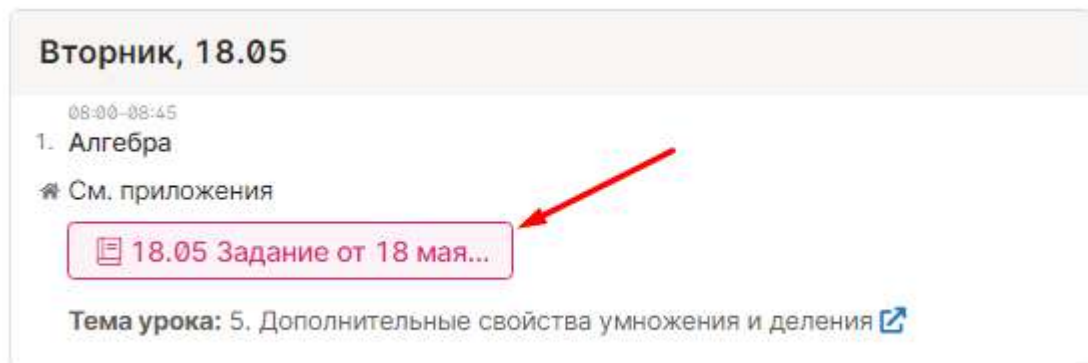 Вторник, 18.05
08:00-08:45
1. Алгебра
См. приложения
18.05 Задание от 18 мая...
Тема урока: 5. Дополнительные свойства умножения и деления